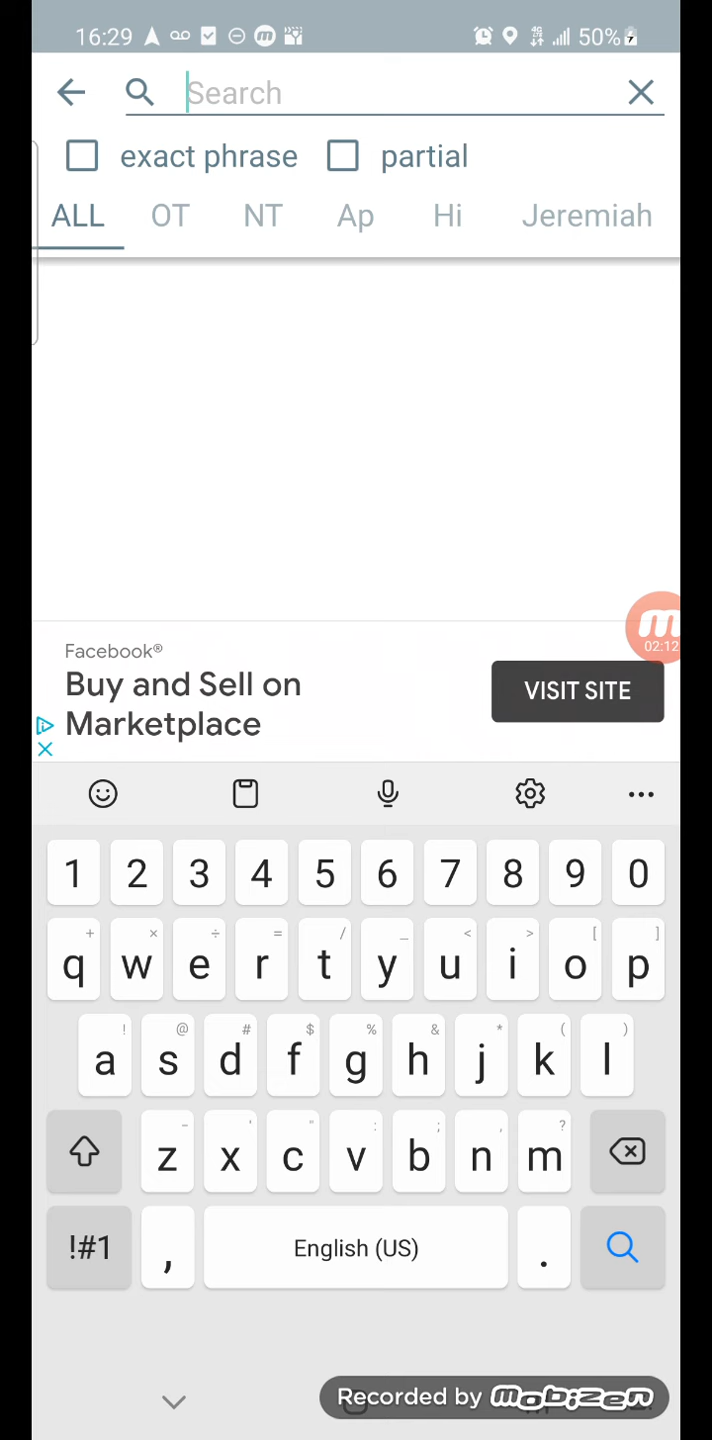 16:29 50%
Search
exact phrase partial
ALL OT NT Ap Hi Jeremiah
Facebook®
Buy and Sell on
Marketplace
VISIT SITE
02:12
1 2 3 4 5 6 7 8 9 0
+ × ÷ = / _ < > [ ]
q w e r t y u i o p
! @ # $ % & * ( )
a s d f g h j k l
- ' " : ; , ?
z x c v b n m
!#1 , English (US) .
Recorded by mobizen